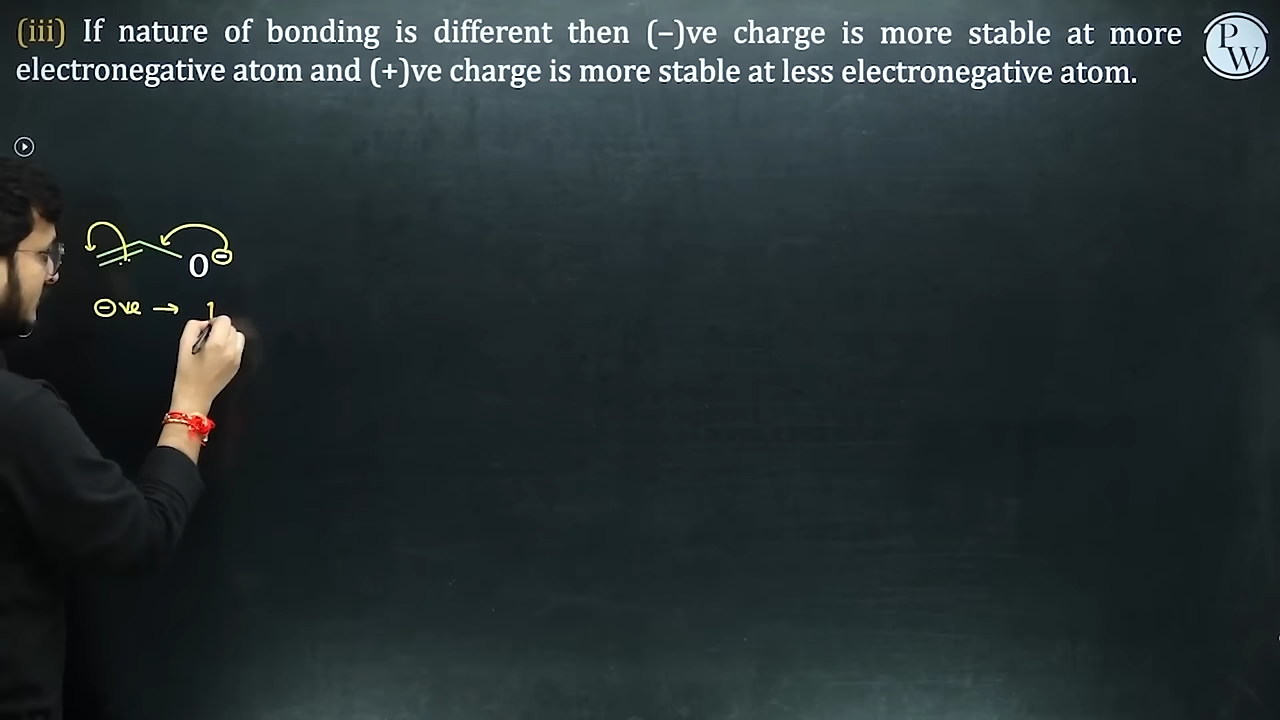 (iii) If nature of bonding is different then (−)ve charge is more stable at more
electronegative atom and (+)ve charge is more stable at less electronegative atom.
PW
O⊖
⊖ve →